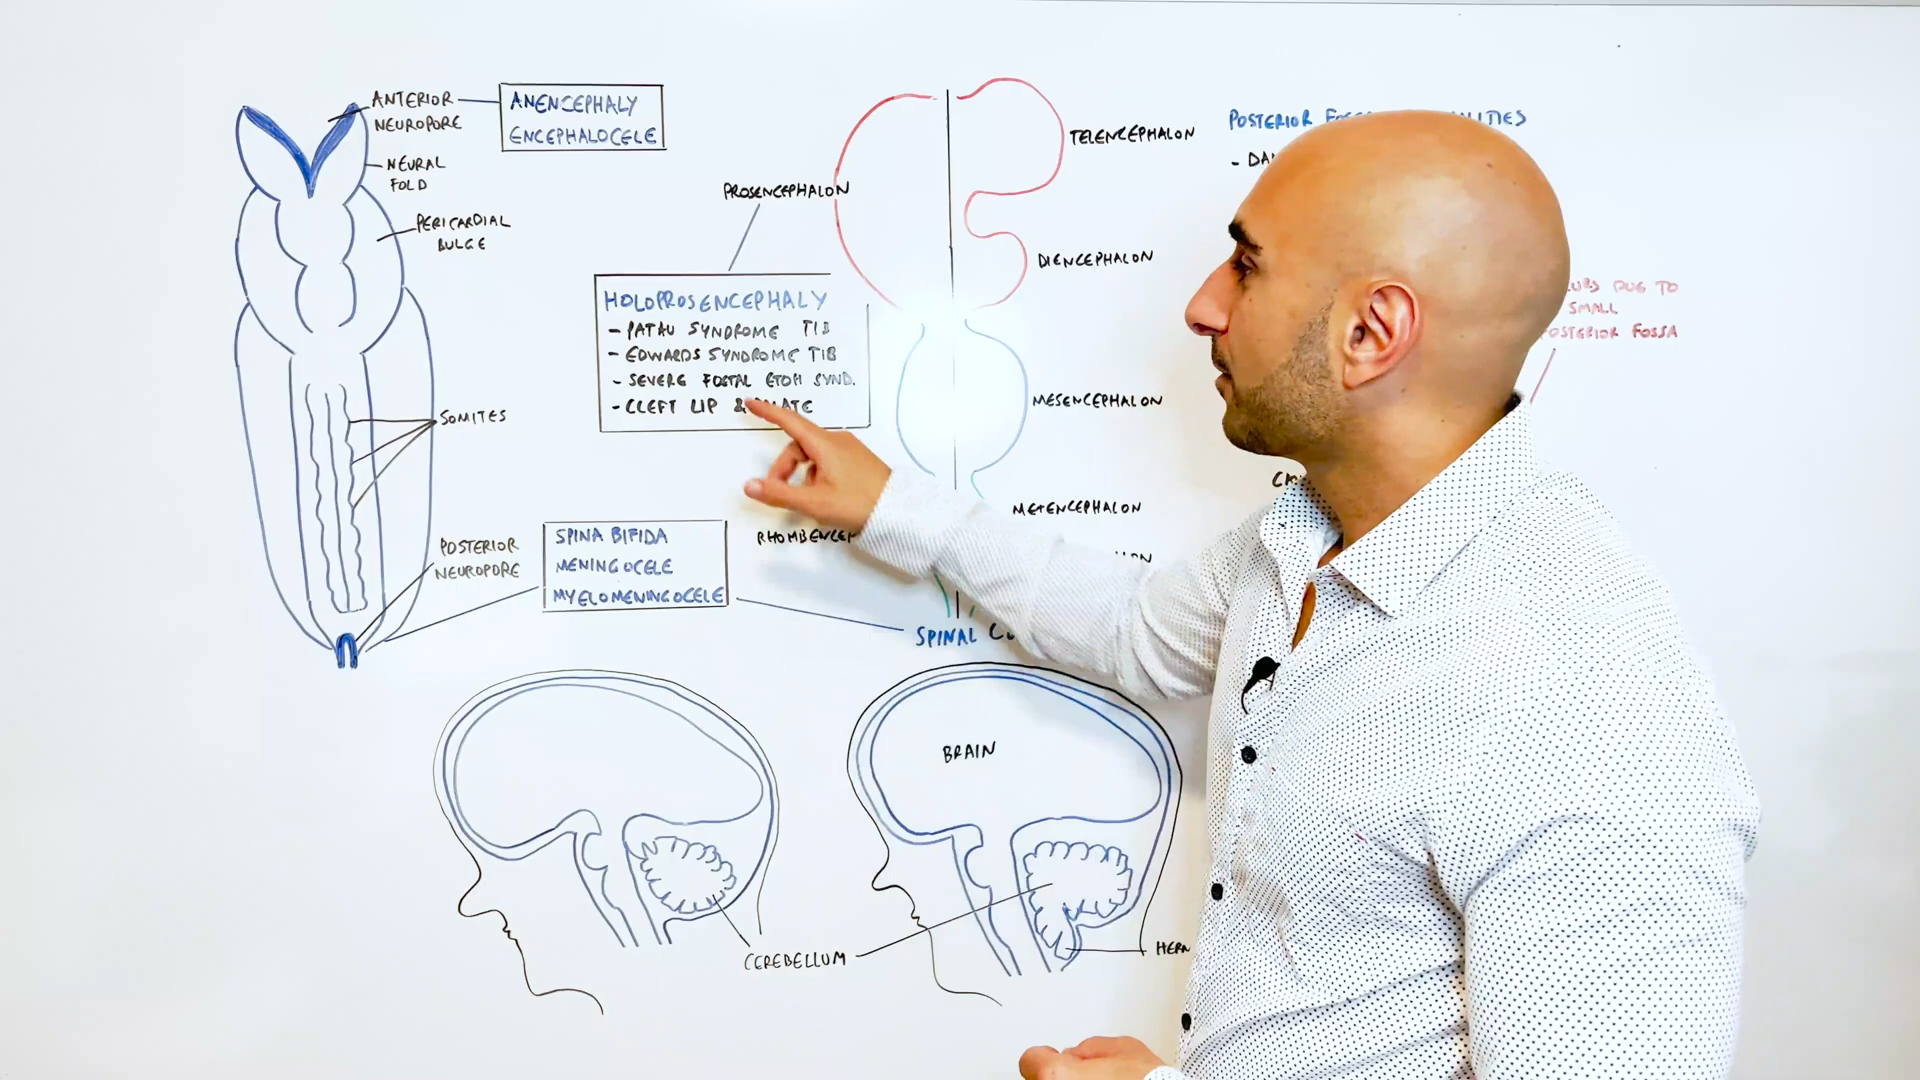 ANTERIOR
NEUROPORE
ANENCEPHALY
ENCEPHALOCELE
NEURAL
FOLD
PERICARDIAL
BULGE
SOMITES
POSTERIOR
NEUROPORE
SPINA BIFIDA
MENINGOCELE
MYELOMENINGOCELE
PROSENCEPHALON
HOLOPROSENCEPHALY
- PATAU SYNDROME T13
- EDWARDS SYNDROME T18
- SEVERE FOETAL ETOH SYND.
- CLEFT LIP &
TELENCEPHALON
DIENCEPHALON
MESENCEPHALON
METENCEPHALON
SPINAL
POSTERIOR
DUE TO
SMALL
POSTERIOR FOSSA
BRAIN
CEREBELLUM